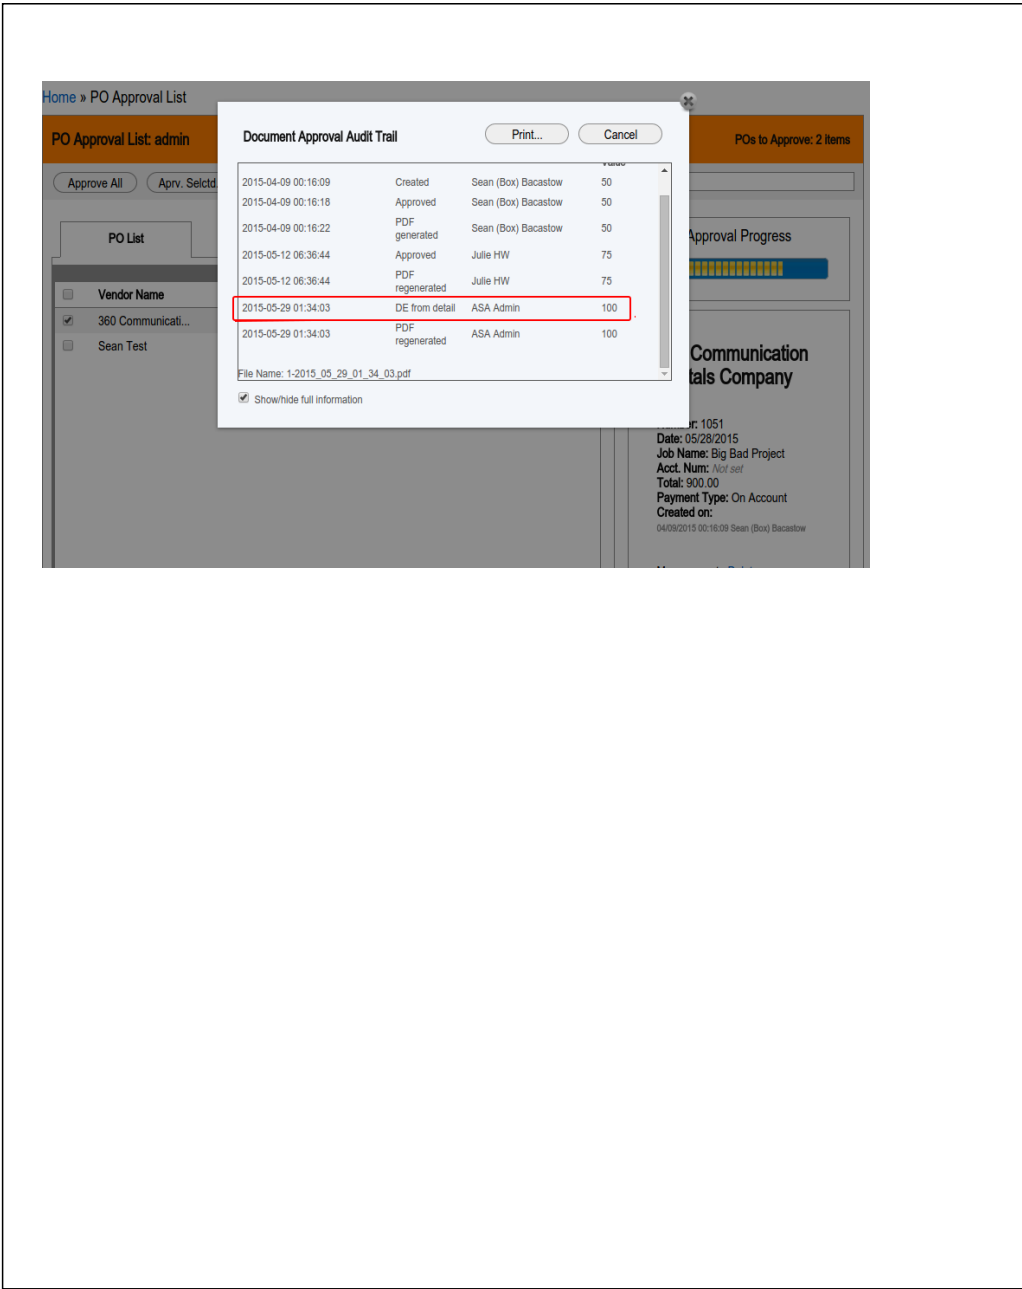 Home » PO Approval List
PO Approval List: admin
POs to Approve: 2 Items
Approve All
Aprv. Selctd
Document Approval Audit Trail
Print...
Cancel
Value
2015-04-09 00:16:09 Created Sean (Box) Bacastow 50
2015-04-09 00:16:18 Approved Sean (Box) Bacastow 50
2015-04-09 00:16:22 PDF generated Sean (Box) Bacastow 50
2015-05-12 06:36:44 Approved Julie HW 75
2015-05-12 06:36:44 PDF regenerated Julie HW 75
2015-05-29 01:34:03 DE from detail ASA Admin 100
2015-05-29 01:34:03 PDF regenerated ASA Admin 100
File Name: 1-2015_05_29_01_34_03.pdf
Show/hide full information
PO List
Vendor Name
360 Communicati...
Sean Test
Approval Progress
Communication
tals Company
Number: 1051
Date: 05/28/2015
Job Name: Big Bad Project
Acct. Num: Not set
Total: 900.00
Payment Type: On Account
Created on:
04/09/2015 00:16:09 Sean (Box) Bacastow